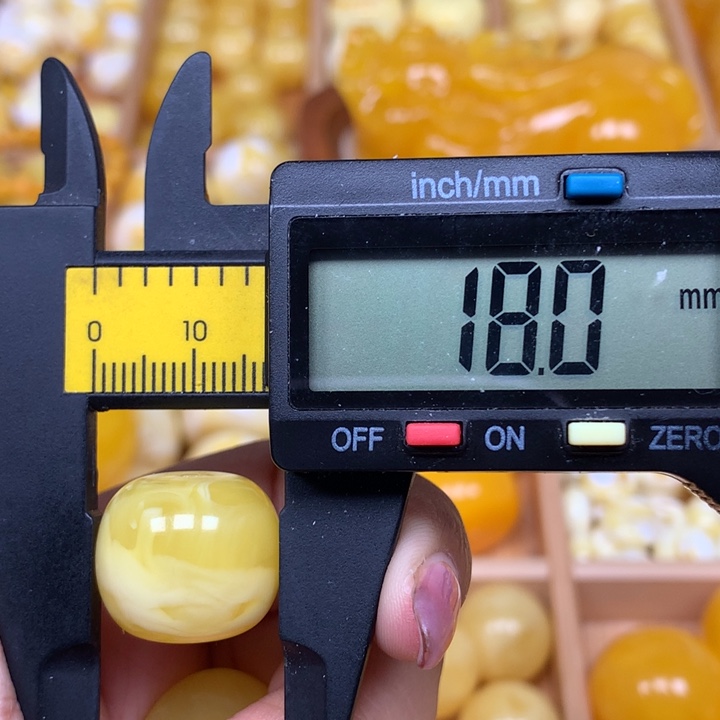 inch/mm
18.0 mm
0 10
OFF ON ZERO